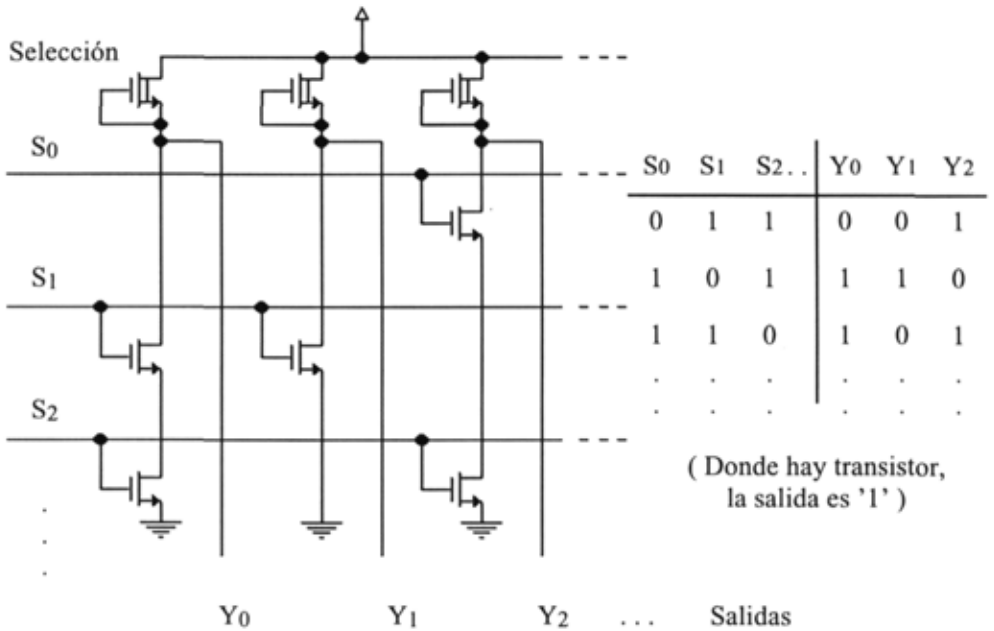 Selección
S0
S1
S2
.
.
.
S0 S1 S2 . . Y0 Y1 Y2
0 1 1 0 0 1
1 0 1 1 1 0
1 1 0 1 0 1
. . . . . .
. . . . . .
( Donde hay transistor,
la salida es ’1’ )
Y0 Y1 Y2 . . . Salidas